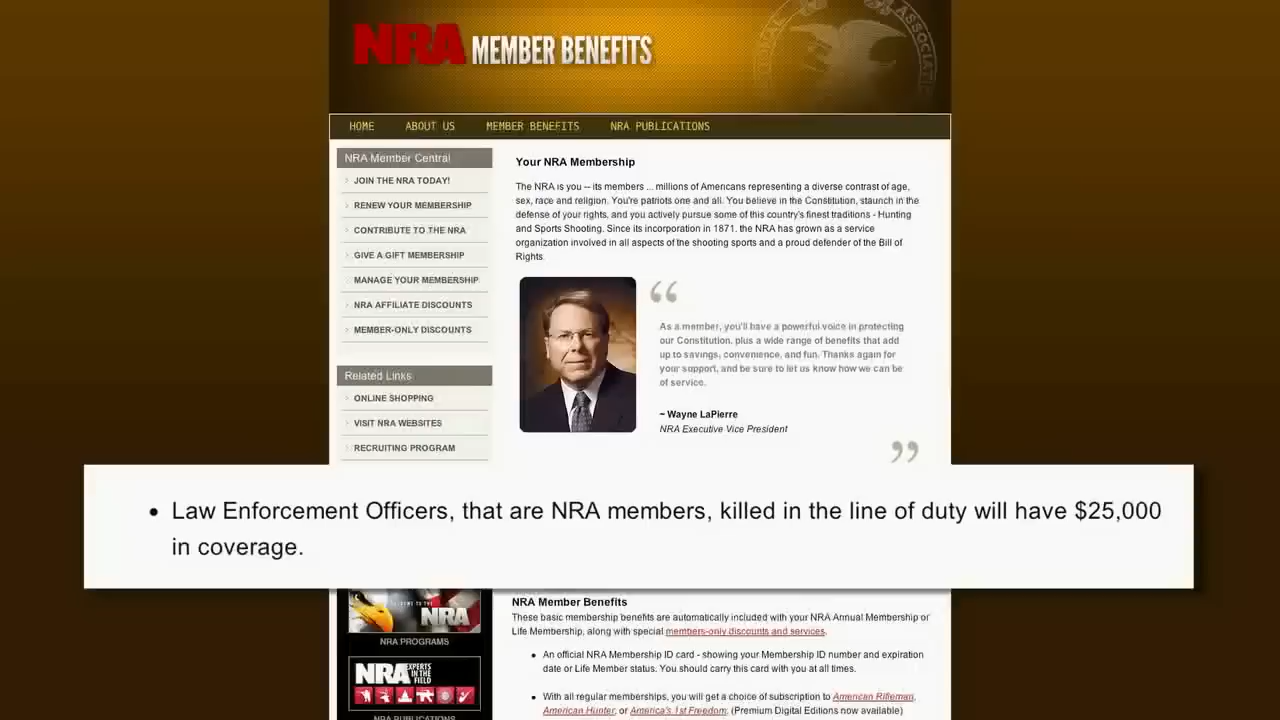 NRA MEMBER BENEFITS
ASSOCIA
HOME ABOUT US MEMBER BENEFITS NRA PUBLICATIONS
NRA Member Central
JOIN THE NRA TODAY!
RENEW YOUR MEMBERSHIP
CONTRIBUTE TO THE NRA
GIVE A GIFT MEMBERSHIP
MANAGE YOUR MEMBERSHIP
NRA AFFILIATE DISCOUNTS
MEMBER-ONLY DISCOUNTS
Related Links
ONLINE SHOPPING
VISIT NRA WEBSITES
RECRUITING PROGRAM
Your NRA Membership
The NRA is you -- its members ... millions of Americans representing a diverse contrast of age,
sex, race and religion. You're patriots one and all. You believe in the Constitution, staunch in the
defense of your rights, and you actively pursue some of this country's finest traditions - Hunting
and Sports Shooting. Since its incorporation in 1871, the NRA has grown as a service
organization involved in all aspects of the shooting sports and a proud defender of the Bill of
Rights.
“
As a member, you'll have a powerful voice in protecting
our Constitution, plus a wide range of benefits that add
up to savings, convenience, and fun. Thanks again for
your support, and be sure to let us know how we can be
of service.
~ Wayne LaPierre
NRA Executive Vice President
”
• Law Enforcement Officers, that are NRA members, killed in the line of duty will have $25,000
in coverage.
NRA
NRA PROGRAMS
NRA EXPERTS
IN THE
FIELD
NRA PUBLICATIONS
NRA Member Benefits
These basic membership benefits are automatically included with your NRA Annual Membership or
Life Membership, along with special members-only discounts and services.
• An official NRA Membership ID card - showing your Membership ID number and expiration
date or Life Member status. You should carry this card with you at all times.
• With all regular memberships, you will get a choice of subscription to American Rifleman,
American Hunter, or America's 1st Freedom. (Premium Digital Editions now available)